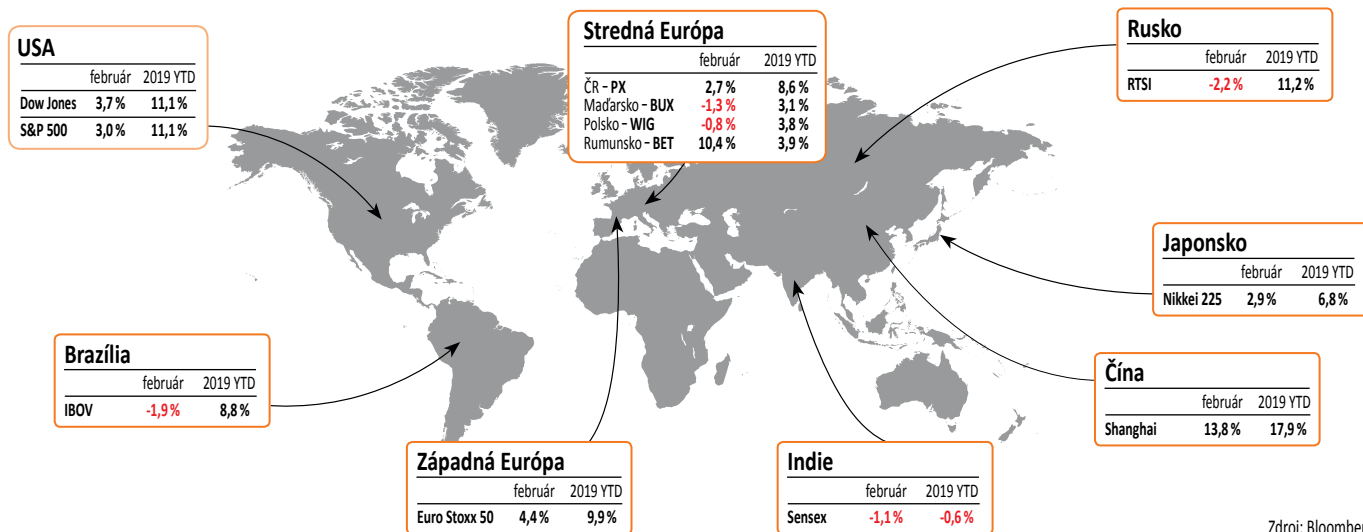 USA
február 2019 YTD
Dow Jones 3,7 % 11,1 %
S&P 500 3,0 % 11,1 %
Stredná Európa
február 2019 YTD
ČR – PX 2,7 % 8,6 %
Maďarsko – BUX -1,3 % 3,1 %
Polsko – WIG -0,8 % 3,8 %
Rumunsko – BET 10,4 % 3,9 %
Rusko
február 2019 YTD
RTSI -2,2 % 11,2 %
Japonsko
február 2019 YTD
Nikkei 225 2,9 % 6,8 %
Brazília
február 2019 YTD
IBOV -1,9 % 8,8 %
Čína
február 2019 YTD
Shanghai 13,8 % 17,9 %
Západná Európa
február 2019 YTD
Euro Stoxx 50 4,4 % 9,9 %
Indie
február 2019 YTD
Sensex -1,1 % -0,6 %
Zdroj: Bloomber